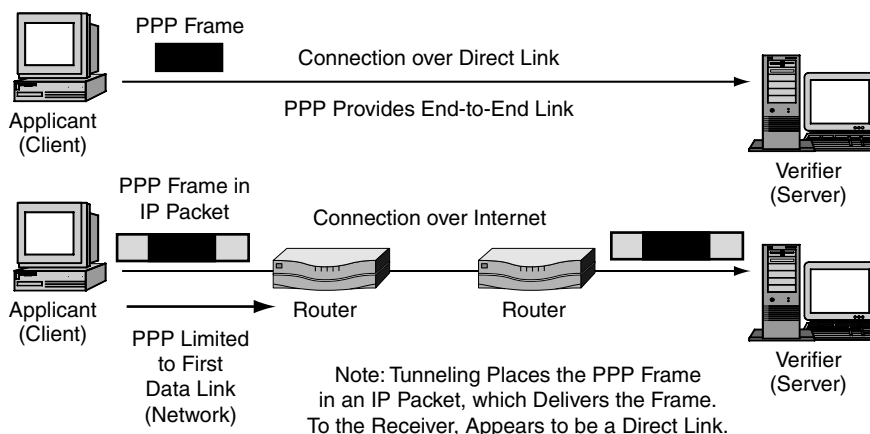 PPP Frame
Connection over Direct Link
PPP Provides End-to-End Link
Applicant
(Client)
Verifier
(Server)
PPP Frame in
IP Packet
Connection over Internet
Applicant
(Client)
Router
Router
PPP Limited
to First
Data Link
(Network)
Verifier
(Server)
Note: Tunneling Places the PPP Frame
in an IP Packet, which Delivers the Frame.
To the Receiver, Appears to be a Direct Link.